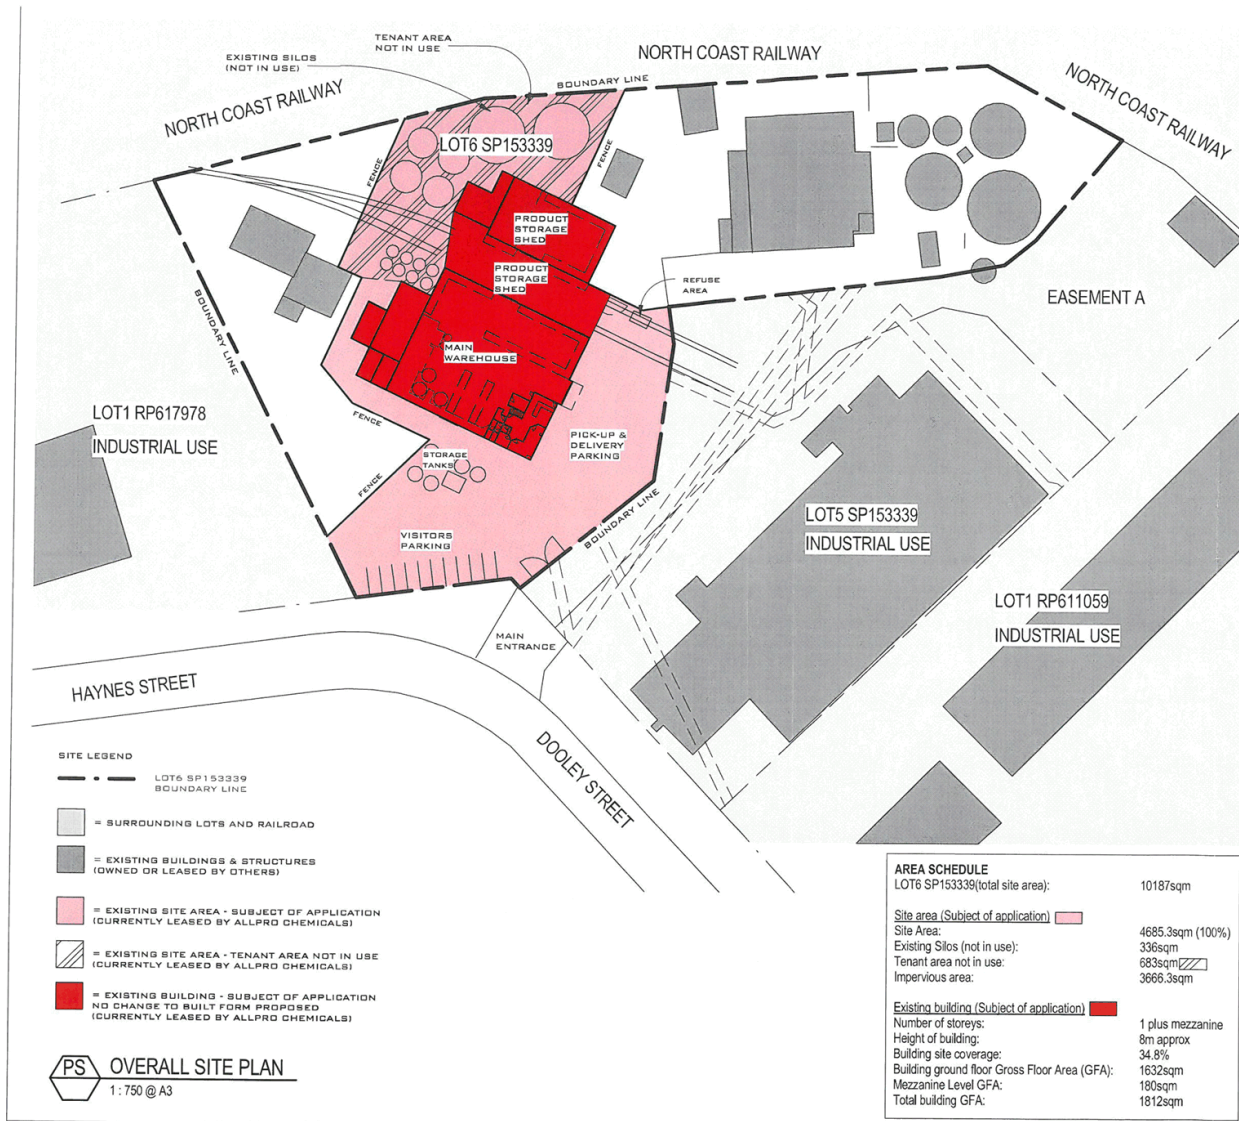 TENANT AREA
NOT IN USE
EXISTING SILOS
(NOT IN USE)
NORTH COAST RAILWAY
BOUNDARY LINE
NORTH COAST RAILWAY
NORTH COAST RAILWAY
LOT6 SP153339
FENCE
FENCE
PRODUCT
STORAGE
SHED
PRODUCT
STORAGE
SHED
REFUSE
AREA
EASEMENT A
BOUNDARY LINE
MAIN
WAREHOUSE
LOT1 RP617978
INDUSTRIAL USE
FENCE
PICK-UP &
DELIVERY
PARKING
STORAGE
TANKS
FENCE
BOUNDARY LINE
LOT5 SP153339
INDUSTRIAL USE
VISITORS
PARKING
LOT1 RP611059
INDUSTRIAL USE
MAIN
ENTRANCE
HAYNES STREET
DOOLEY STREET
SITE LEGEND
LOT6 SP153339
BOUNDARY LINE
= SURROUNDING LOTS AND RAILROAD
= EXISTING BUILDINGS & STRUCTURES
(OWNED OR LEASED BY OTHERS)
= EXISTING SITE AREA - SUBJECT OF APPLICATION
(CURRENTLY LEASED BY ALLPRO CHEMICALS)
= EXISTING SITE AREA - TENANT AREA NOT IN USE
(CURRENTLY LEASED BY ALLPRO CHEMICALS)
= EXISTING BUILDING - SUBJECT OF APPLICATION
NO CHANGE TO BUILT FORM PROPOSED
(CURRENTLY LEASED BY ALLPRO CHEMICALS)
PS OVERALL SITE PLAN
1 : 750 @ A3
AREA SCHEDULE
LOT6 SP153339(total site area): 10187sqm
Site area (Subject of application)
Site Area: 4685.3sqm (100%)
Existing Silos (not in use): 336sqm
Tenant area not in use: 683sqm
Impervious area: 3666.3sqm
Existing building (Subject of application)
Number of storeys: 1 plus mezzanine
Height of building: 8m approx
Building site coverage: 34.8%
Building ground floor Gross Floor Area (GFA): 1632sqm
Mezzanine Level GFA: 180sqm
Total building GFA: 1812sqm